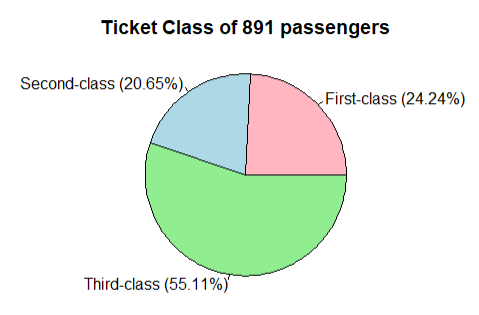 Ticket Class of 891 passengers
Second-class (20.65%)
First-class (24.24%)
Third-class (55.11%)